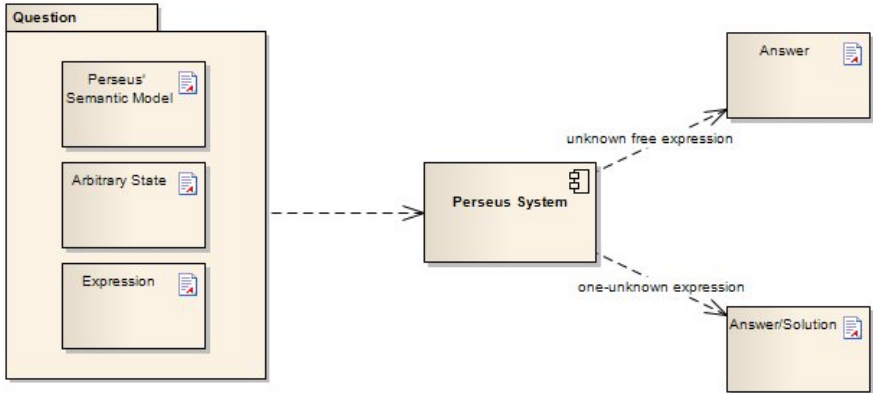 Question
Perseus'
Semantic Model
Arbitrary State
Expression
Perseus System
unknown free expression
one-unknown expression
Answer
Answer/Solution